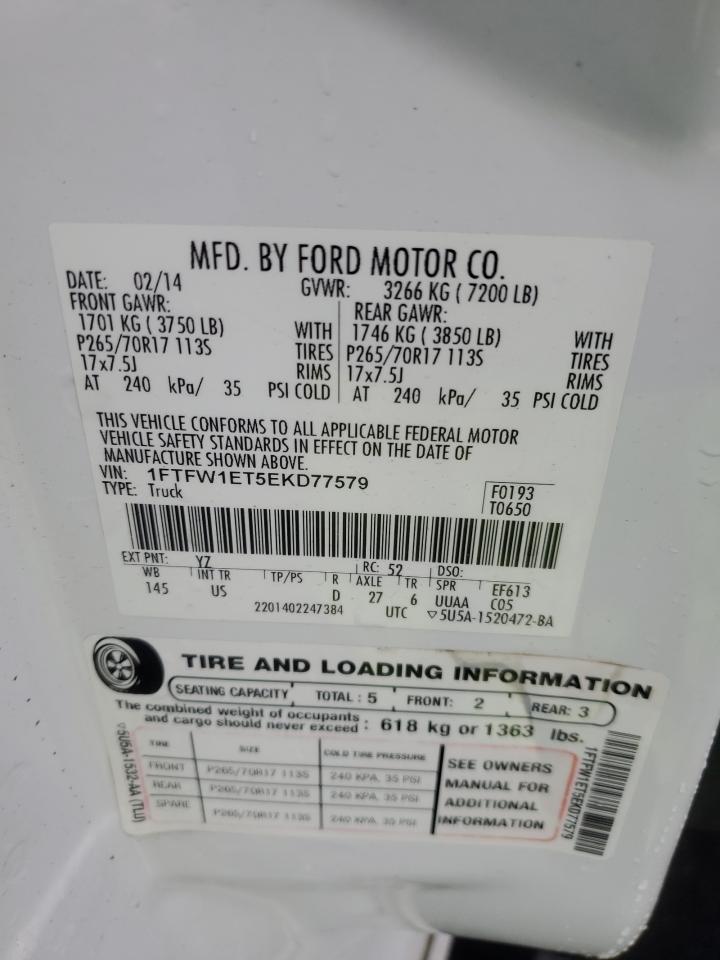 MFD. BY FORD MOTOR CO.
DATE: 02/14 GVWR: 3266 KG ( 7200 LB)
FRONT GAWR: REAR GAWR:
1701 KG ( 3750 LB) WITH 1746 KG ( 3850 LB) WITH
P265/70R17 113S TIRES P265/70R17 113S TIRES
17x7.5J RIMS 17x7.5J RIMS
AT 240 kPa/ 35 PSI COLD AT 240 kPa/ 35 PSI COLD
THIS VEHICLE CONFORMS TO ALL APPLICABLE FEDERAL MOTOR
VEHICLE SAFETY STANDARDS IN EFFECT ON THE DATE OF
MANUFACTURE SHOWN ABOVE.
VIN: 1FTFW1ET5EKD77579 F0193
TYPE: Truck T0650
EXT PNT: YZ RC: 52 DSO:
WB INT TR TP/PS R AXLE TR SPR EF613
145 US D 27 6 UUAA C05
2201402247384 UTC ▽5U5A-1520472-BA
TIRE AND LOADING INFORMATION
SEATING CAPACITY TOTAL : 5 FRONT: 2 REAR: 3
The combined weight of occupants
and cargo should never exceed : 618 kg or 1363 lbs.
TIRE SIZE COLD TIRE PRESSURE SEE OWNERS
FRONT P265/70R17 113S 240 KPA, 35 PSI MANUAL FOR
REAR P265/70R17 113S 240 KPA, 35 PSI ADDITIONAL
SPARE P265/70R17 113S 240 KPA, 35 PSI INFORMATION
▽5U5A-1532-AA (TLU)
1FTFW1ET5EKD77579